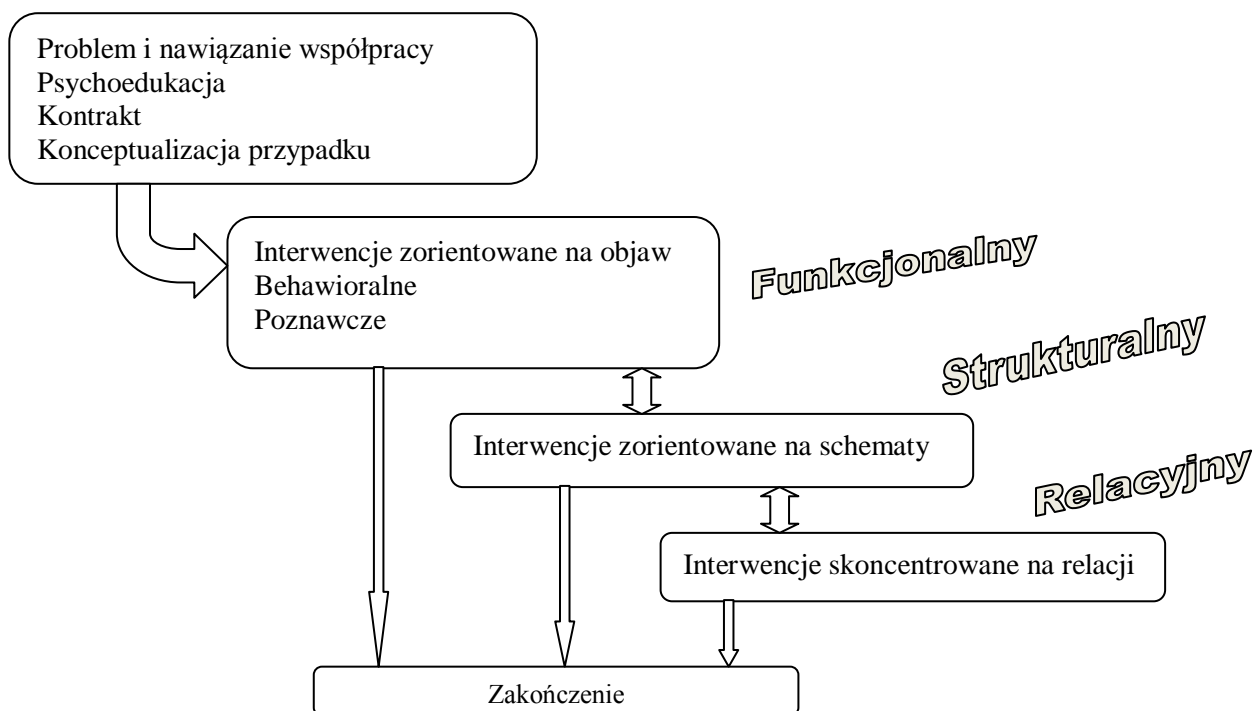 Problem i nawiązanie współpracy
Psychoedukacja
Kontrakt
Konceptualizacja przypadku
Interwencje zorientowane na objaw
Behawioralne
Poznawcze
Funkcjonalny
Strukturalny
Interwencje zorientowane na schematy
Relacyjny
Interwencje skoncentrowane na relacji
Zakończenie